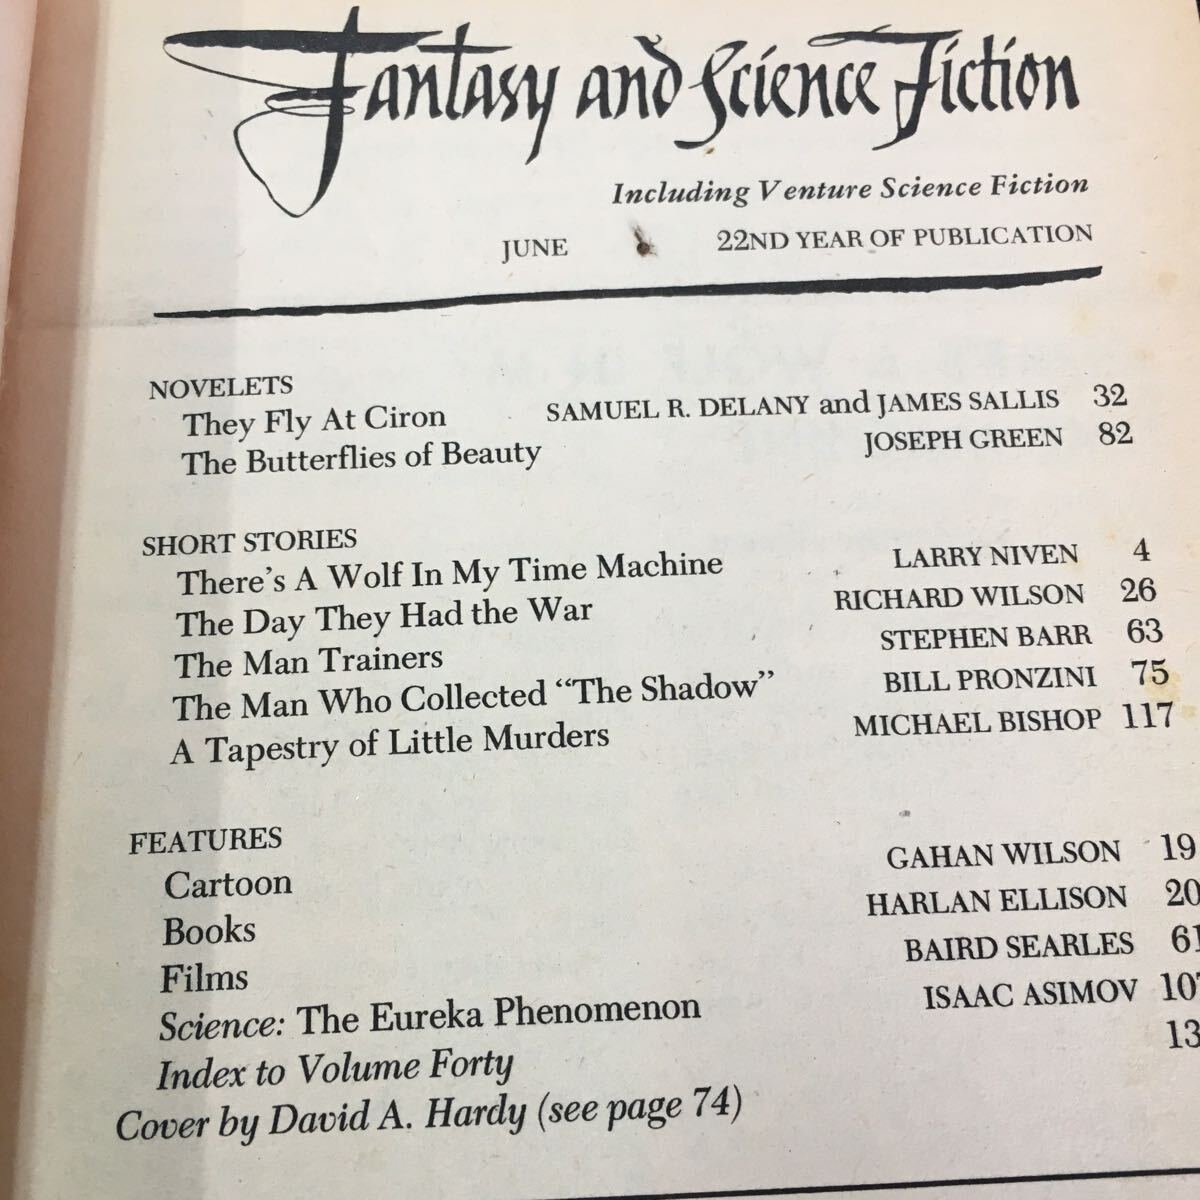 Fantasy and Science Fiction
Including Venture Science Fiction
JUNE 22ND YEAR OF PUBLICATION
NOVELETS
They Fly At Ciron SAMUEL R. DELANY and JAMES SALLIS 32
The Butterflies of Beauty JOSEPH GREEN 82
SHORT STORIES
There's A Wolf In My Time Machine LARRY NIVEN 4
The Day They Had the War RICHARD WILSON 26
The Man Trainers STEPHEN BARR 63
The Man Who Collected “The Shadow” BILL PRONZINI 75
A Tapestry of Little Murders MICHAEL BISHOP 117
FEATURES
Cartoon GAHAN WILSON 19
Books HARLAN ELLISON 20
Films BAIRD SEARLES 61
Science: The Eureka Phenomenon ISAAC ASIMOV 107
Index to Volume Forty
Cover by David A. Hardy (see page 74)